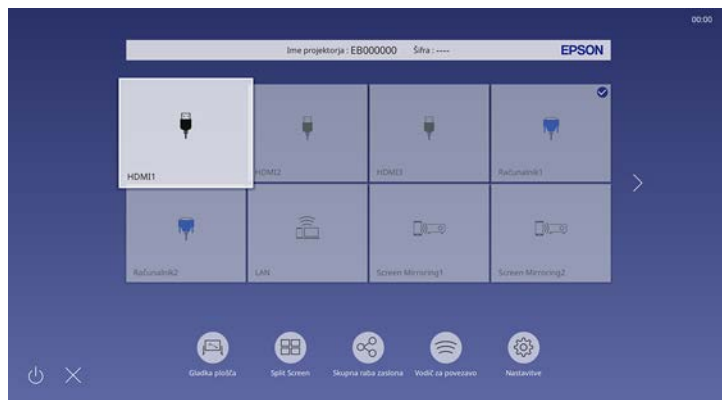 00:00
Ime projektorja : EB000000 Šifra : ---- EPSON
HDMI1 HDMI2 HDMI3 Računalnik1
Računalnik2 LAN Screen Mirroring1 Screen Mirroring2
Gladka plošča Split Screen Skupna raba zaslona Vodič za povezavo Nastavitve